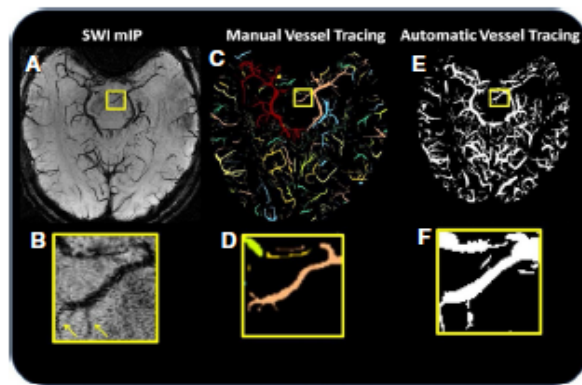 SWI mIP Manual Vessel Tracing Automatic Vessel Tracing
A C E
B D F